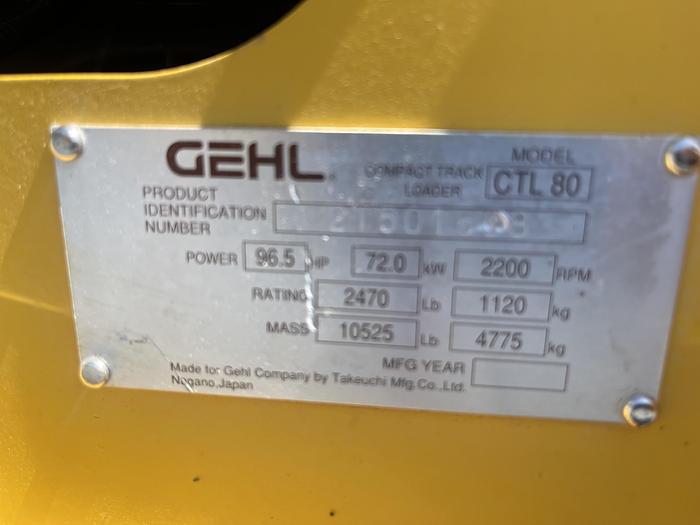 GEHL
COMPACT TRACK LOADER
MODEL
CTL 80
PRODUCT
IDENTIFICATION
NUMBER
POWER 96.5 HP 72.0 kW 2200 RPM
RATING 2470 Lb 1120 kg
MASS 10525 Lb 4775 kg
MFG YEAR
Made for Gehl Company by Takeuchi Mfg.Co.,Ltd.
Nagano,Japan